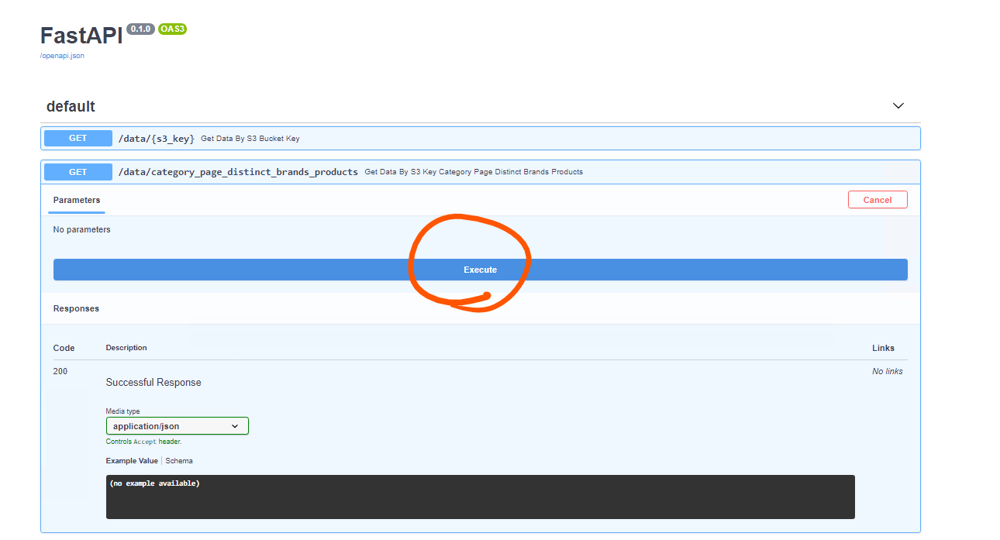 FastAPI 0.1.0 OAS3
/openapi.json
default
GET /data/{s3_key} Get Data By S3 Bucket Key
GET /data/category_page_distinct_brands_products Get Data By S3 Key Category Page Distinct Brands Products
Parameters Cancel
No parameters
Execute
Responses
Code Description Links
200 No links
Successful Response
Media type
application/json
Controls Accept header.
Example Value Schema
(no example available)